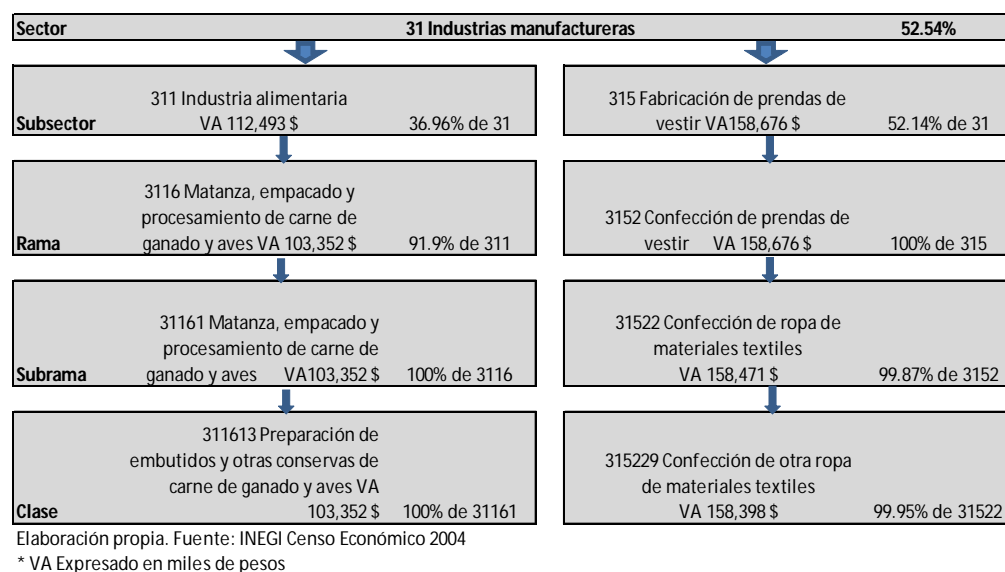 Sector 31 Industrias manufactureras 52.54%
311 Industria alimentaria
Subsector VA 112,493 $ 36.96% de 31
315 Fabricación de prendas de
vestir VA158,676 $ 52.14% de 31
3116 Matanza, empacado y
procesamiento de carne de
Rama ganado y aves VA 103,352 $ 91.9% de 311
3152 Confección de prendas de
vestir VA 158,676 $ 100% de 315
31161 Matanza, empacado y
procesamiento de carne de
Subrama ganado y aves VA103,352 $ 100% de 3116
31522 Confección de ropa de
materiales textiles
VA 158,471 $ 99.87% de 3152
311613 Preparación de
embutidos y otras conservas de
carne de ganado y aves VA
Clase 103,352 $ 100% de 31161
315229 Confección de otra ropa
de materiales textiles
VA 158,398 $ 99.95% de 31522
Elaboración propia. Fuente: INEGI Censo Económico 2004
* VA Expresado en miles de pesos